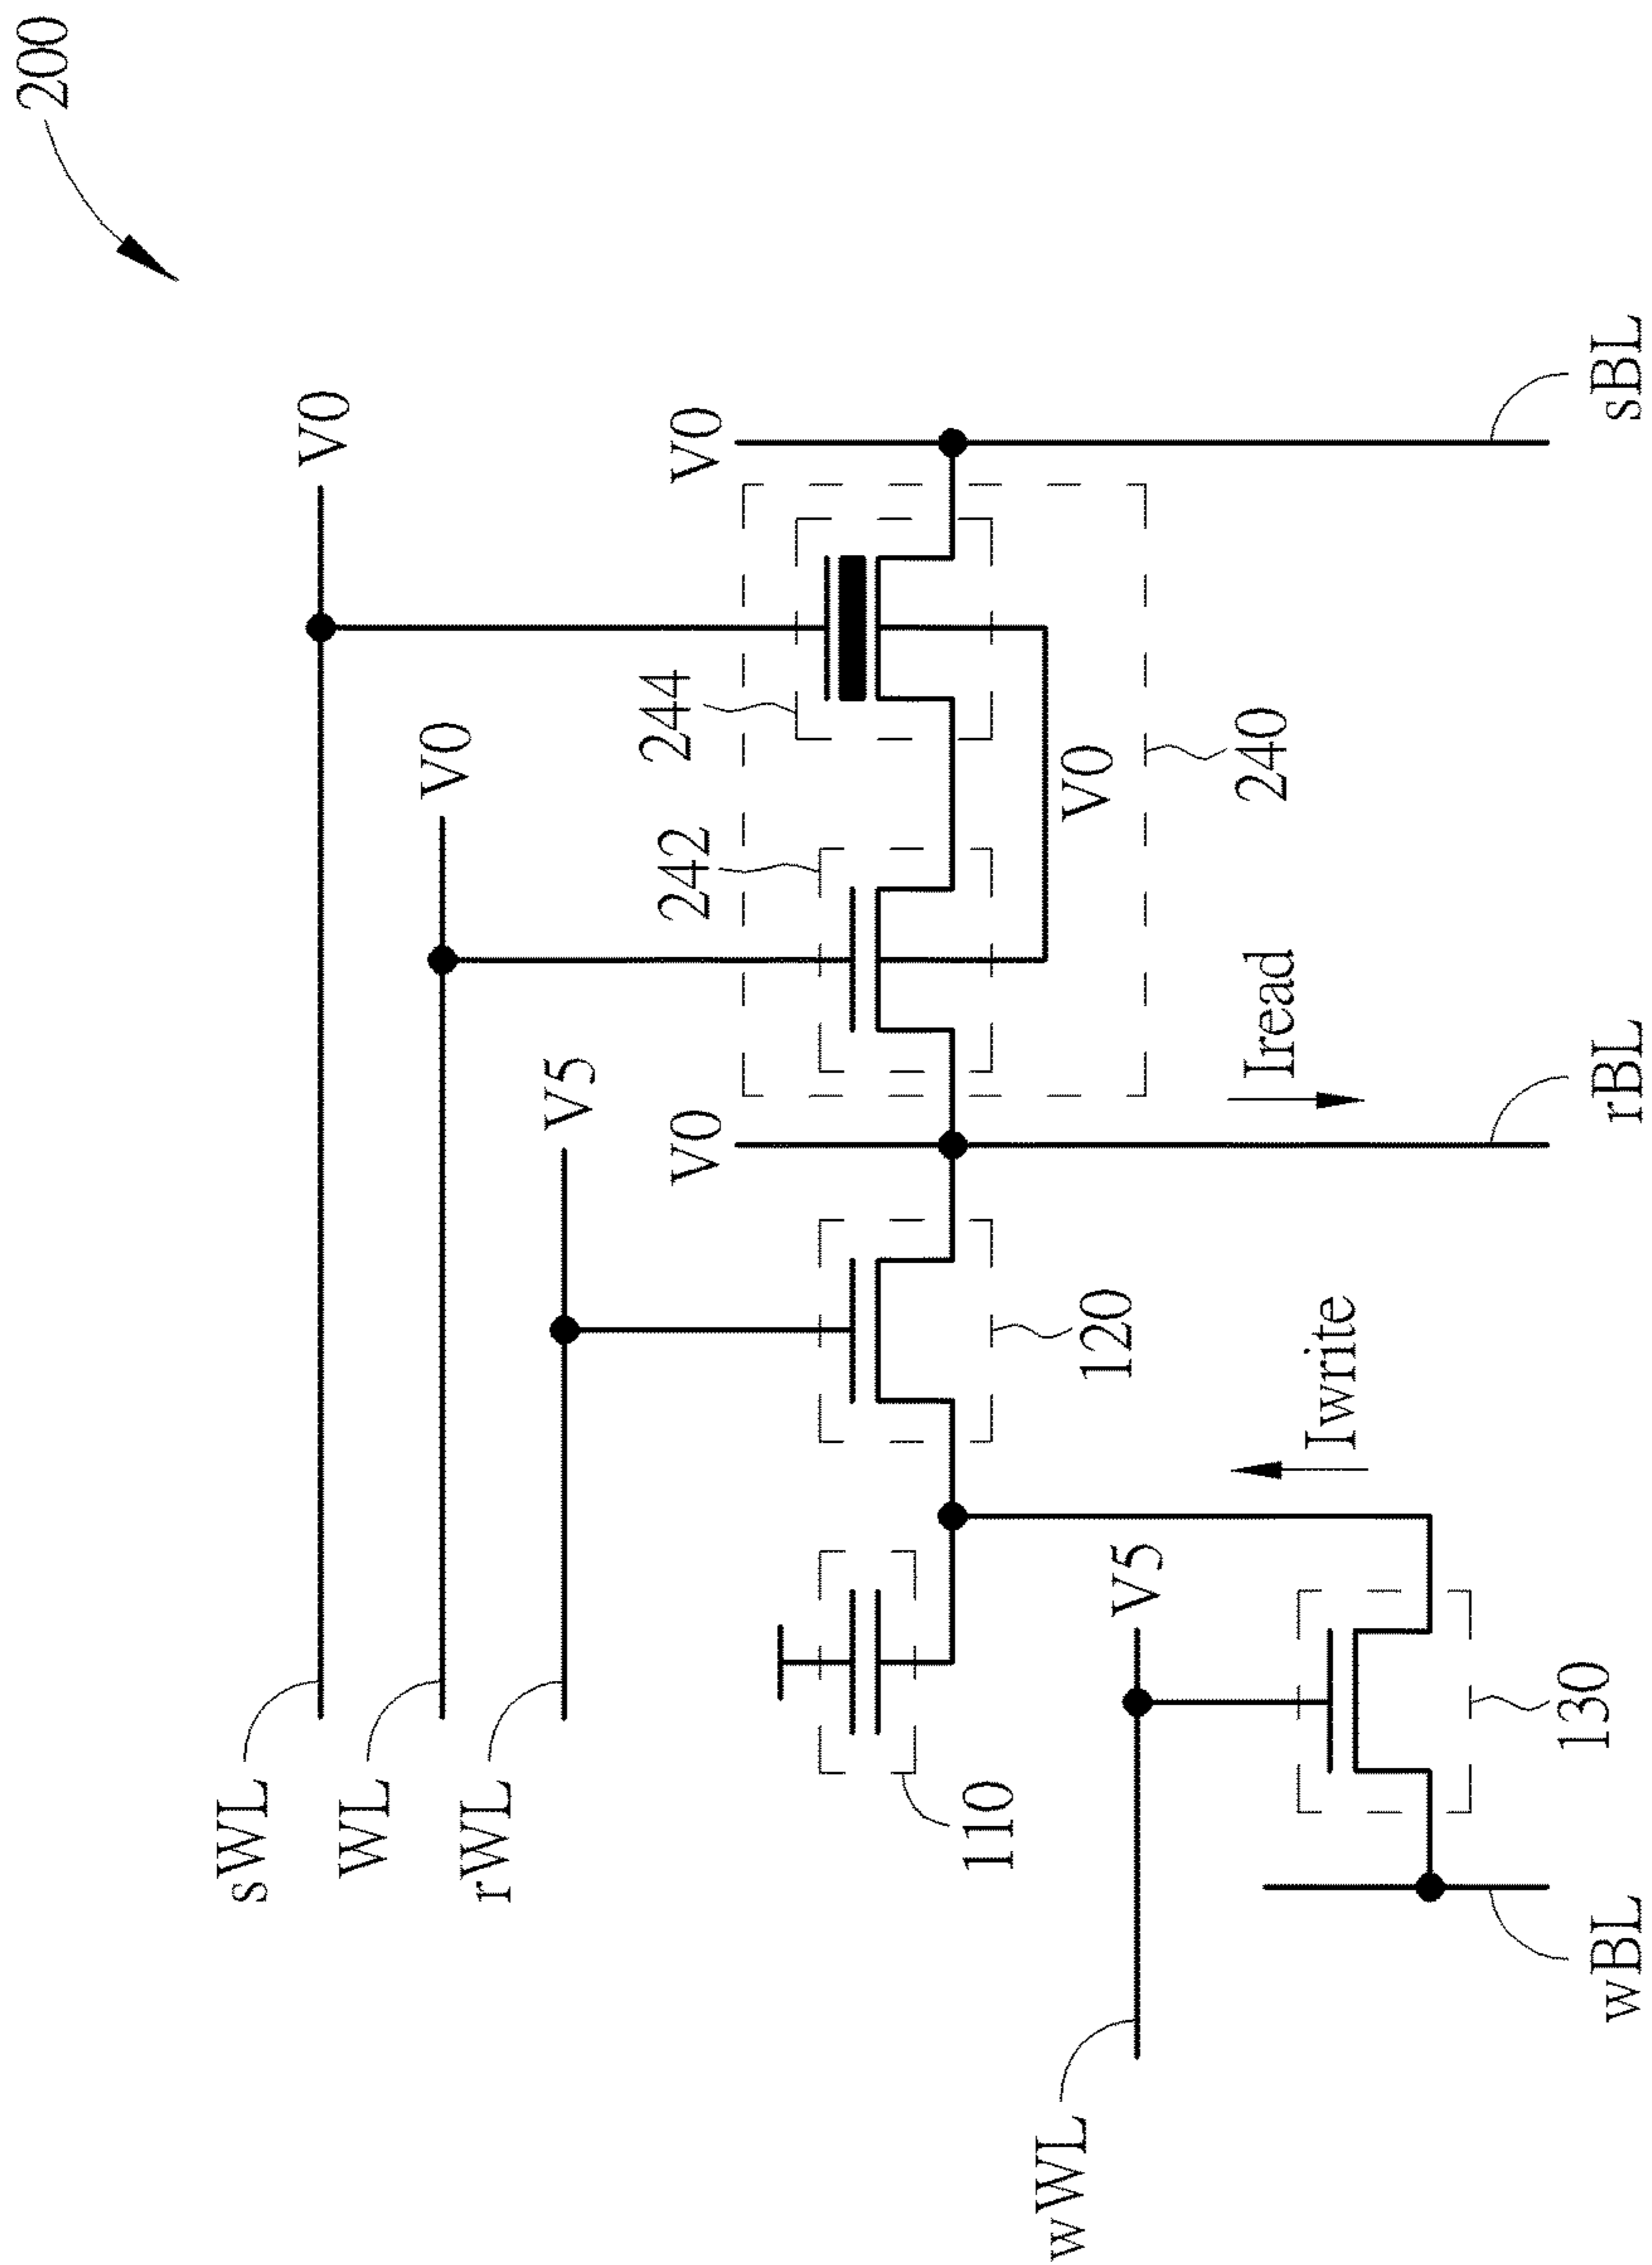 200
sWL
V0
WL
V0
rWL
V5
244
242
V0
V0
110
120
V0
240
wWL
V5
Iwrite
Iread
130
wBL
rBL
sBL